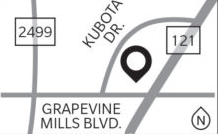 KUBOTA
DR.
2499
121
GRAPEVINE
MILLS BLVD.
N